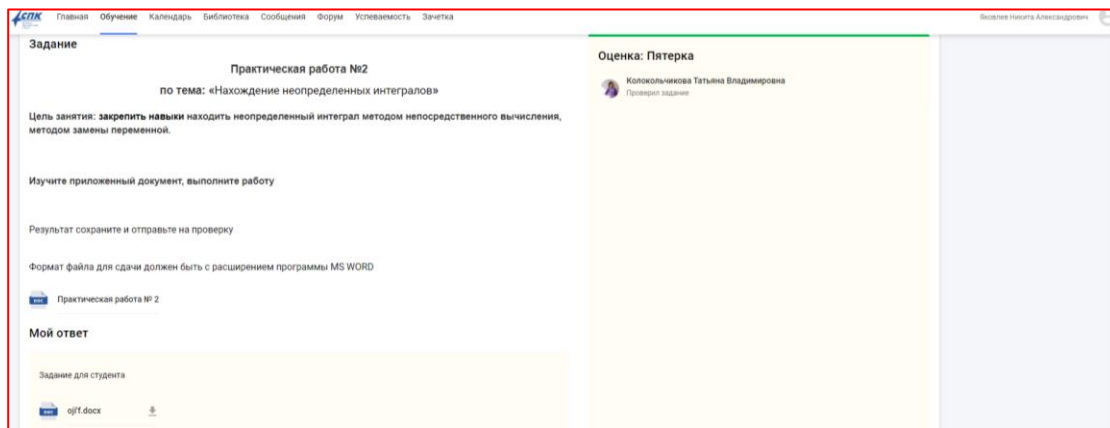 СПК
Главная Обучение Календарь Библиотека Сообщения Форум Успеваемость Зачетка
Яковлев Никита Александрович
Задание
Практическая работа №2
по тема: «Нахождение неопределенных интегралов»
Цель занятия: закрепить навыки находить неопределенный интеграл методом непосредственного вычисления,
методом замены переменной.
Изучите приложенный документ, выполните работу
Результат сохраните и отправьте на проверку
Формат файла для сдачи должен быть с расширением программы MS WORD
Практическая работа № 2
Мой ответ
Задание для студента
Оценка: Пятерка
Колокольчикова Татьяна Владимировна
Проверил задание